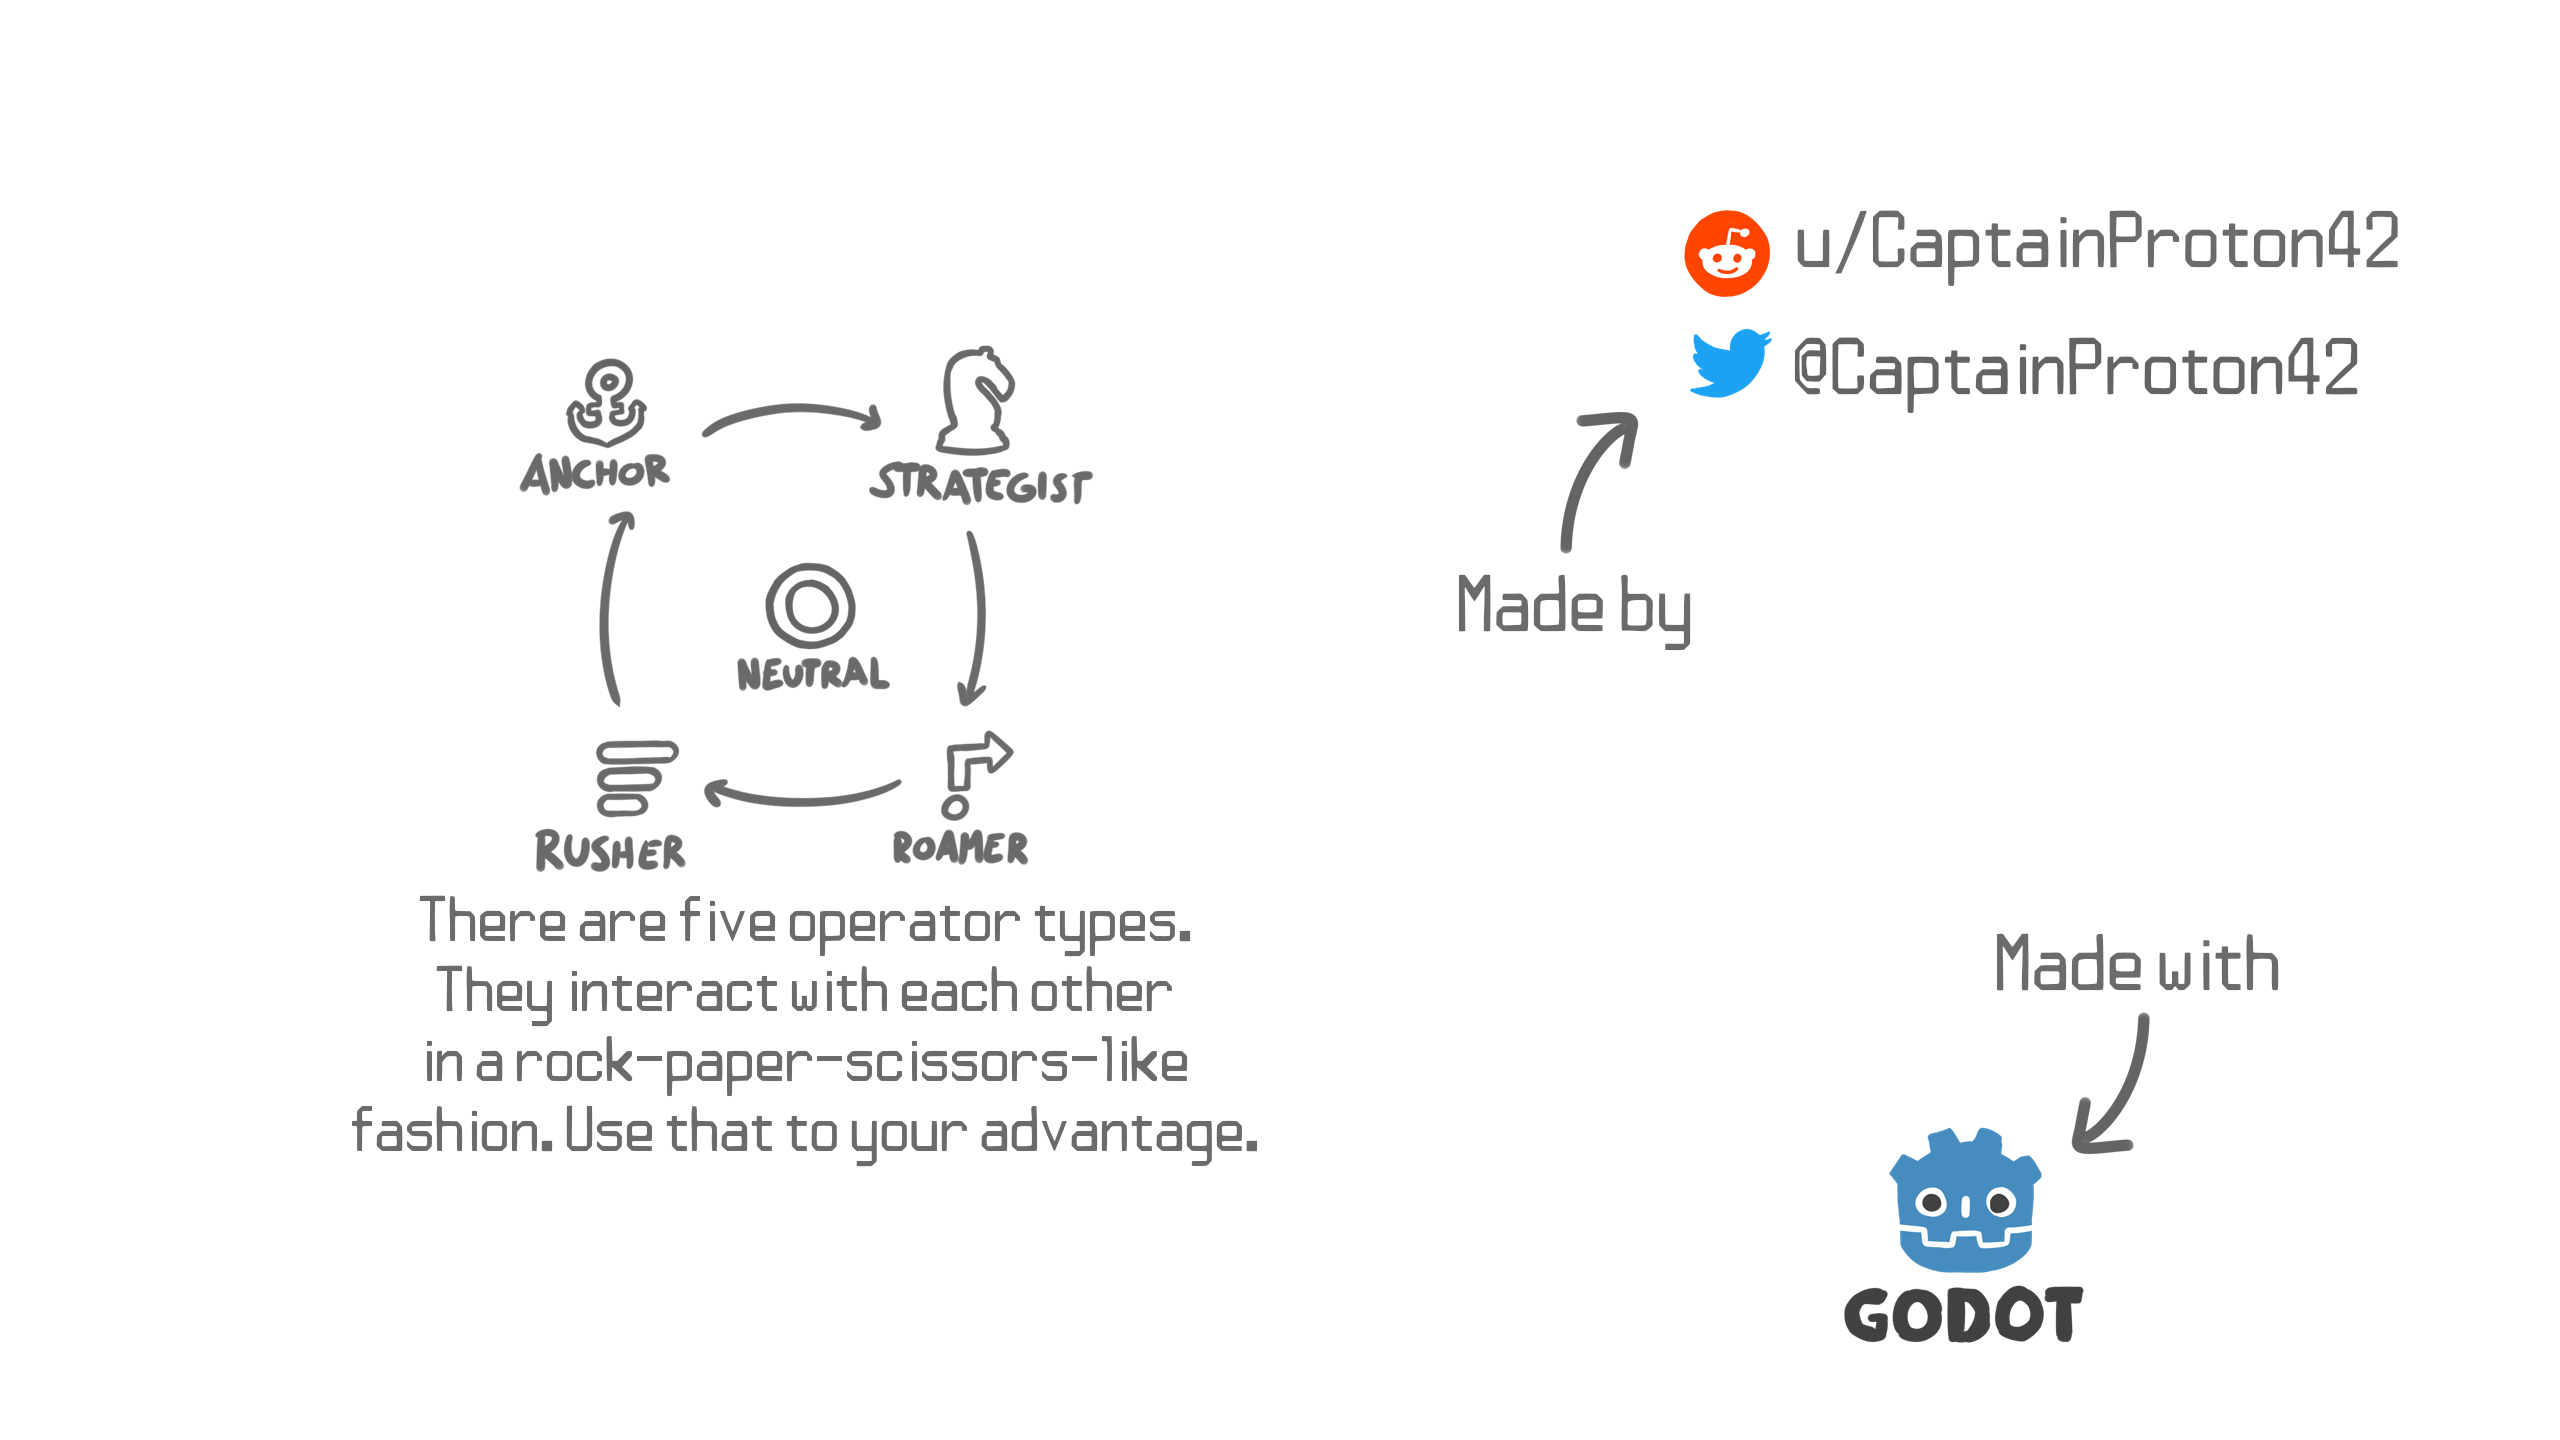 ANCHOR
STRATEGIST
NEUTRAL
RUSHER
ROAMER
There are five operator types.
They interact with each other
in a rock-paper-scissors-like
fashion. Use that to your advantage.
u/CaptainProton42
@CaptainProton42
Made by
Made with
GODOT